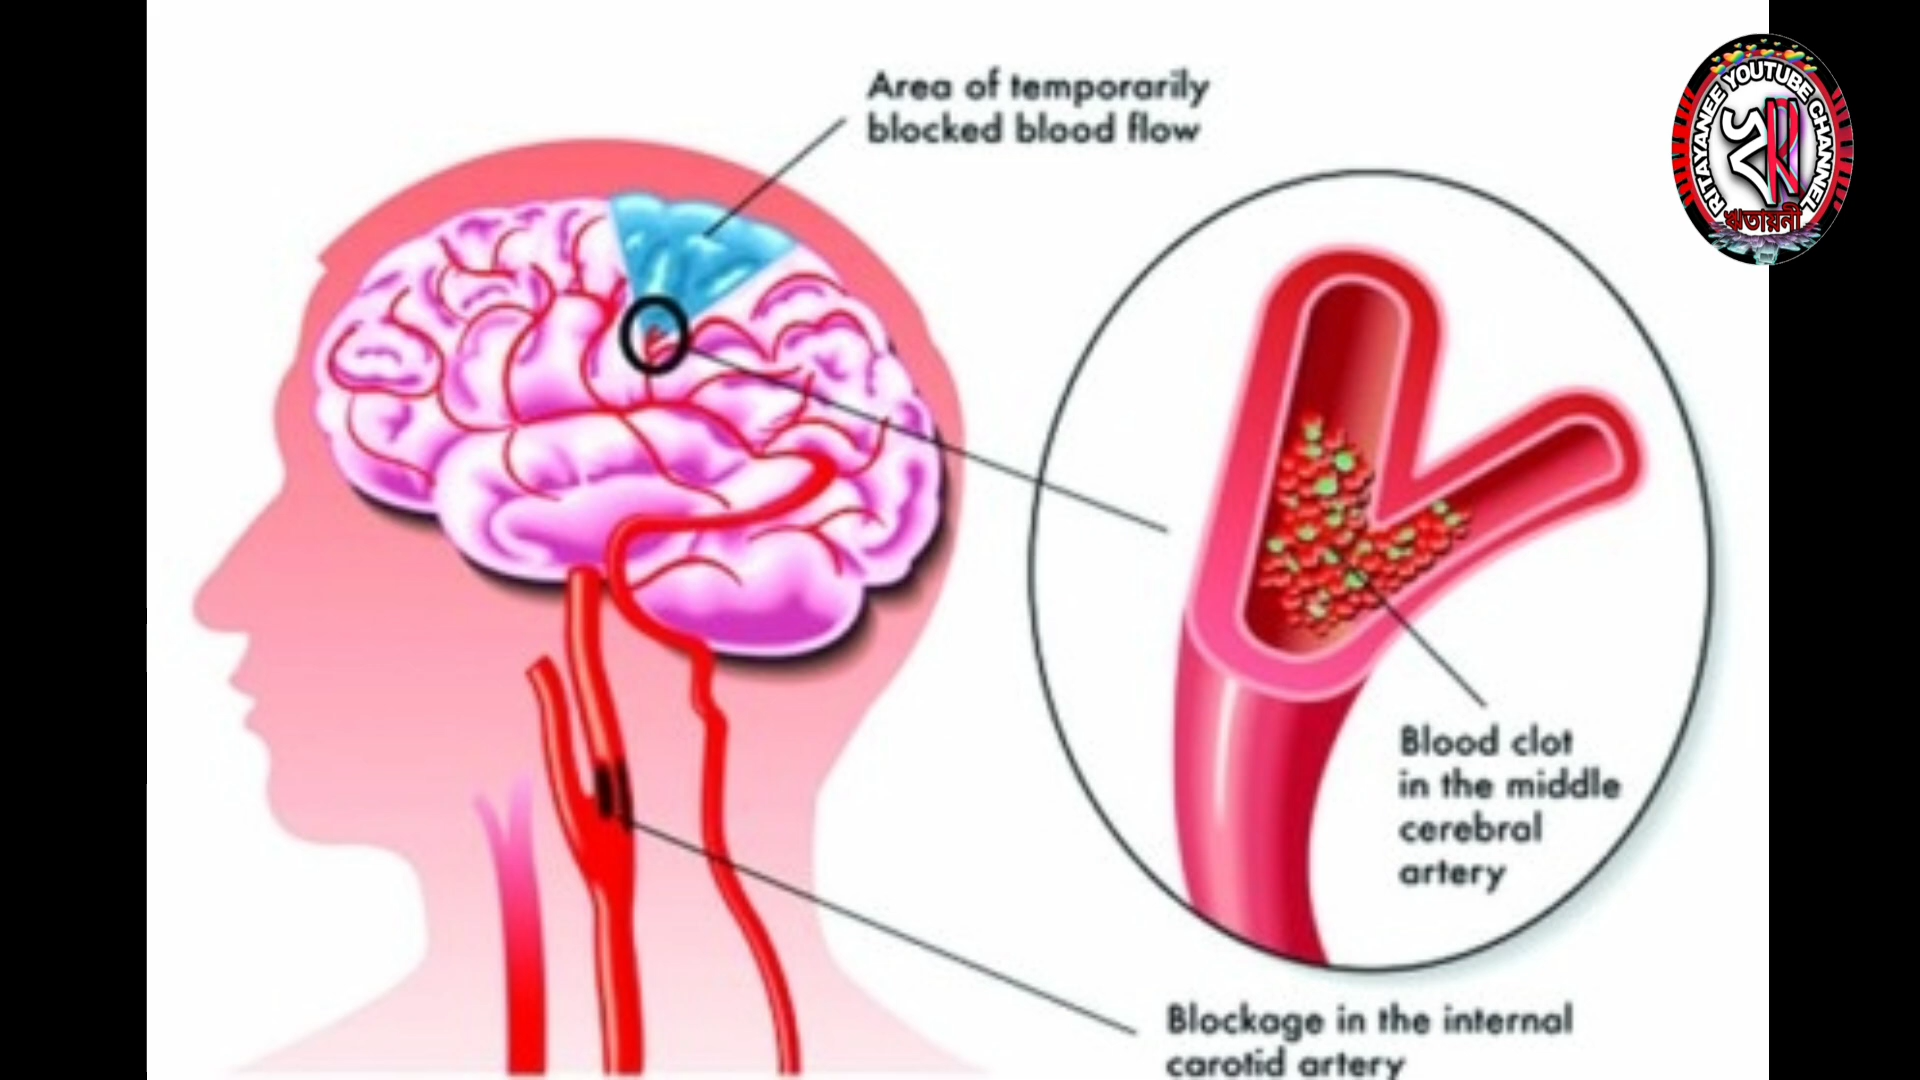 Area of temporarily
blocked blood flow
RITAYANEE YOUTUBE CHANNEL
ঋতায়নী
Blood clot
in the middle
cerebral
artery
Blockage in the internal
carotid artery